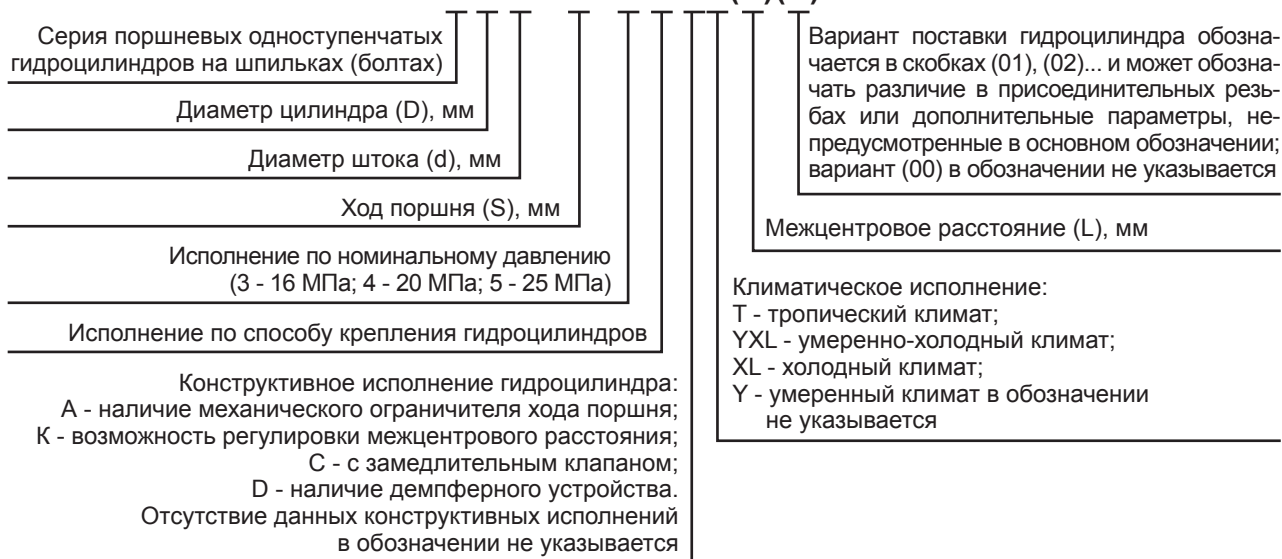 Серия поршневых одноступенчатых
гидроцилиндров на шпильках (болтах)
Диаметр цилиндра (D), мм
Диаметр штока (d), мм
Ход поршня (S), мм
Исполнение по номинальному давлению
(3 - 16 МПа; 4 - 20 МПа; 5 - 25 МПа)
Исполнение по способу крепления гидроцилиндров
Конструктивное исполнение гидроцилиндра:
А - наличие механического ограничителя хода поршня;
К - возможность регулировки межцентрового расстояния;
С - с замедлительным клапаном;
D - наличие демпферного устройства.
Отсутствие данных конструктивных исполнений
в обозначении не указывается
Вариант поставки гидроцилиндра обозна-
чается в скобках (01), (02)... и может обозна-
чать различие в присоединительных резь-
бах или дополнительные параметры, не-
предусмотренные в основном обозначении;
вариант (00) в обозначении не указывается
Межцентровое расстояние (L), мм
Климатическое исполнение:
Т - тропический климат;
YXL - умеренно-холодный климат;
XL - холодный климат;
Y - умеренный климат в обозначении
не указывается